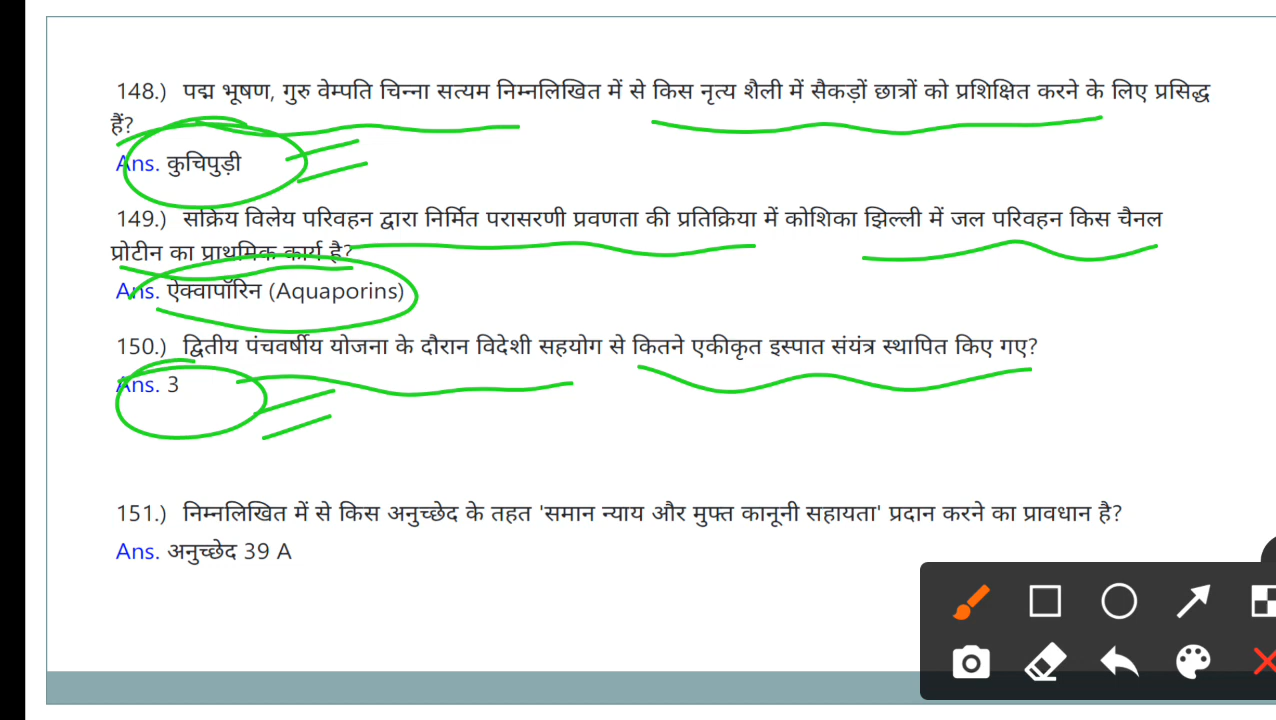 148.) पद्म भूषण, गुरु वेम्पति चिन्ना सत्यम निम्नलिखित में से किस नृत्य शैली में सैकड़ों छात्रों को प्रशिक्षित करने के लिए प्रसिद्ध
हैं?
Ans. कुचिपुड़ी
149.) सक्रिय विलेय परिवहन द्वारा निर्मित परासरणी प्रवणता की प्रतिक्रिया में कोशिका झिल्ली में जल परिवहन किस चैनल
प्रोटीन का प्राथमिक कार्य है?
Ans. ऐक्वापॉरिन (Aquaporins)
150.) द्वितीय पंचवर्षीय योजना के दौरान विदेशी सहयोग से कितने एकीकृत इस्पात संयंत्र स्थापित किए गए?
Ans. 3
151.) निम्नलिखित में से किस अनुच्छेद के तहत 'समान न्याय और मुफ्त कानूनी सहायता' प्रदान करने का प्रावधान है?
Ans. अनुच्छेद 39 A